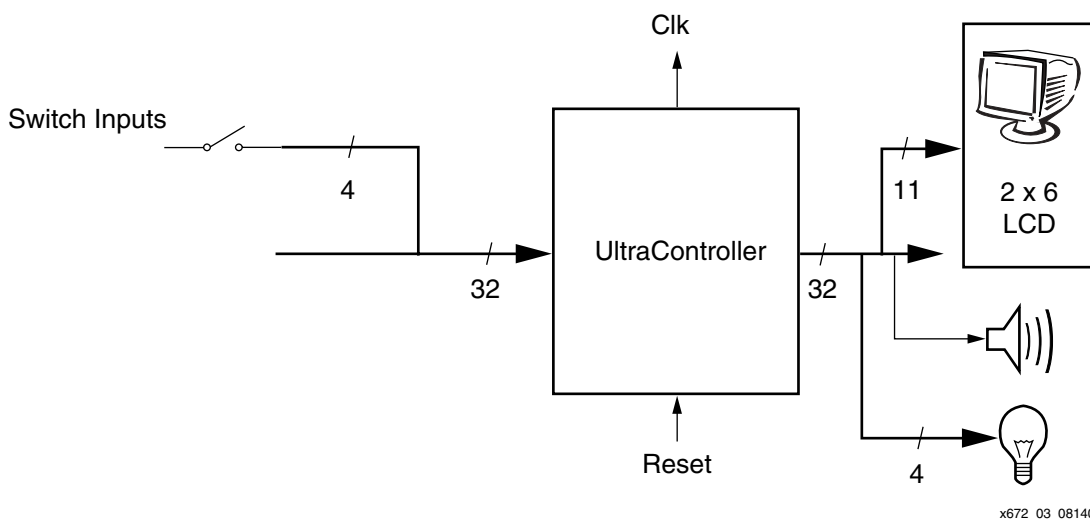 Clk
Switch Inputs
4
11
2 x 6
LCD
UltraController
32
32
Reset
4